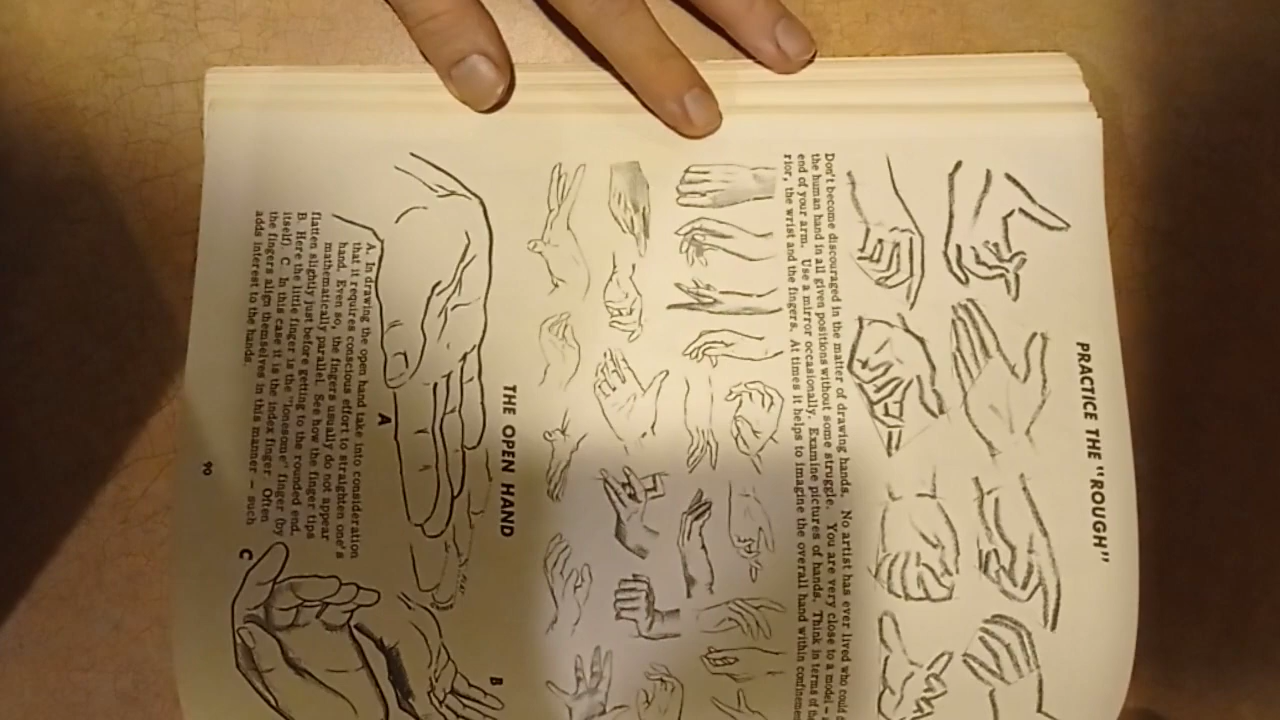 PRACTICE THE "ROUGH"
Don't become discouraged in the matter of drawing hands. No artist has ever lived who could
the human hand in all given positions without some struggle. You are very close to a model –
end of your arm. Use a mirror occasionally. Examine pictures of hands. Think in terms of the
rior, the wrist and the fingers. At times it helps to imagine the overall hand within
THE OPEN HAND
A
A. In drawing the open hand take into consideration
that it requires conscious effort to straighten one's
hand. Even so, the fingers usually do not appear
mathematically parallel. See how the finger tips
flatten slightly just before getting to the rounded end.
B. Here the little finger is the "lonesome" finger (by
itself). C. In this case it is the index finger. Often
the fingers align themselves in this manner – such
adds interest to the hands.
B
C
90